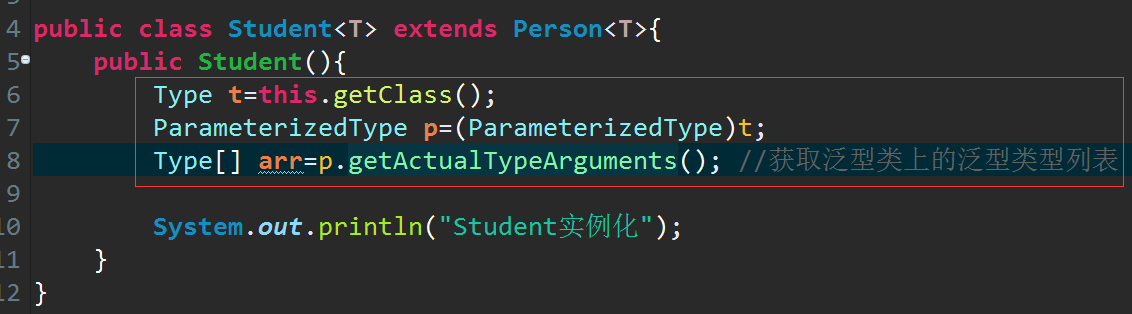 4 public class Student<T> extends Person<T>{
5 public Student(){
6 Type t=this.getClass();
7 ParameterizedType p=(ParameterizedType)t;
8 Type[] arr=p.getActualTypeArguments(); //获取泛型类上的泛型类型列表
9
10 System.out.println("Student实例化");
11 }
12 }